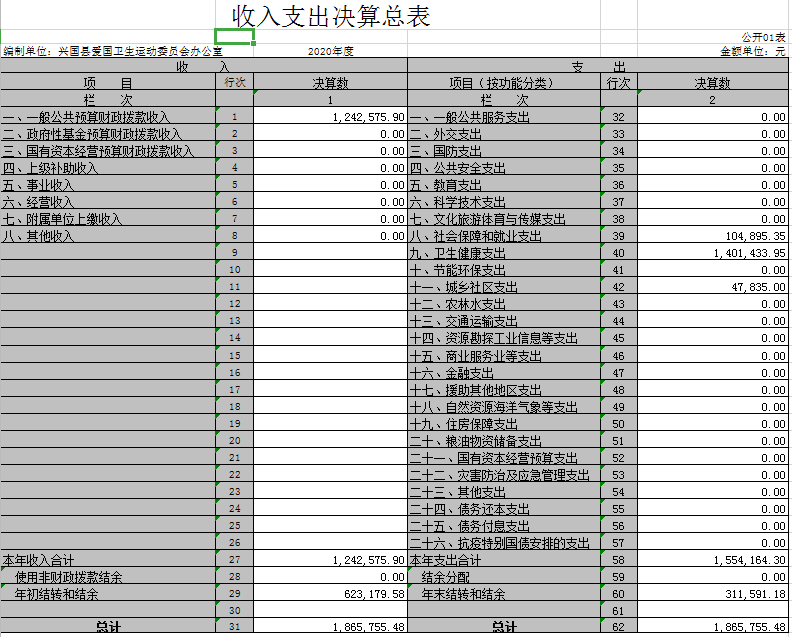 收入支出决算总表
公开01表
编制单位：兴国县爱国卫生运动委员会办公室 2020年度 金额单位：元
收 入 支 出
项 目 行次 决算数 项目（按功能分类） 行次 决算数
栏 次 1 栏 次 2
一、一般公共预算财政拨款收入 1 1,242,575.90 一、一般公共服务支出 32 0.00
二、政府性基金预算财政拨款收入 2 0.00 二、外交支出 33 0.00
三、国有资本经营预算财政拨款收入 3 0.00 三、国防支出 34 0.00
四、上级补助收入 4 0.00 四、公共安全支出 35 0.00
五、事业收入 5 0.00 五、教育支出 36 0.00
六、经营收入 6 0.00 六、科学技术支出 37 0.00
七、附属单位上缴收入 7 0.00 七、文化旅游体育与传媒支出 38 0.00
八、其他收入 8 0.00 八、社会保障和就业支出 39 104,895.35
9 九、卫生健康支出 40 1,401,433.95
10 十、节能环保支出 41 0.00
11 十一、城乡社区支出 42 47,835.00
12 十二、农林水支出 43 0.00
13 十三、交通运输支出 44 0.00
14 十四、资源勘探工业信息等支出 45 0.00
15 十五、商业服务业等支出 46 0.00
16 十六、金融支出 47 0.00
17 十七、援助其他地区支出 48 0.00
18 十八、自然资源海洋气象等支出 49 0.00
19 十九、住房保障支出 50 0.00
20 二十、粮油物资储备支出 51 0.00
21 二十一、国有资本经营预算支出 52 0.00
22 二十二、灾害防治及应急管理支出 53 0.00
23 二十三、其他支出 54 0.00
24 二十四、债务还本支出 55 0.00
25 二十五、债务付息支出 56 0.00
26 二十六、抗疫特别国债安排的支出 57 0.00
本年收入合计 27 1,242,575.90 本年支出合计 58 1,554,164.30
使用非财政拨款结余 28 0.00 结余分配 59 0.00
年初结转和结余 29 623,179.58 年末结转和结余 60 311,591.18
30 61
总计 31 1,865,755.48 总计 62 1,865,755.48